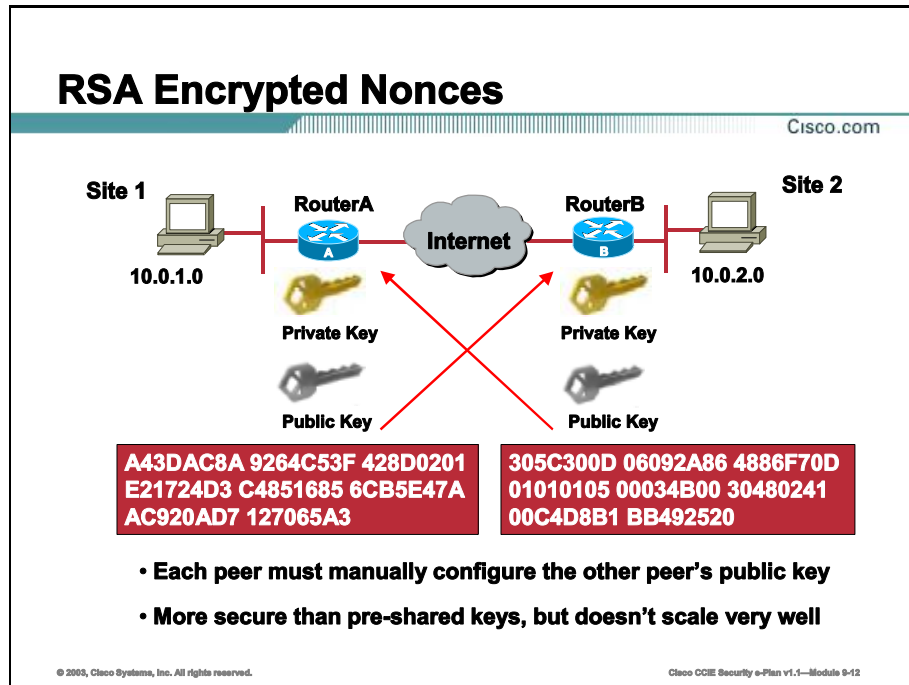 RSA Encrypted Nonces
Cisco.com
Site 1
RouterA
RouterB
Site 2
Internet
A
B
10.0.1.0
10.0.2.0
Private Key
Private Key
Public Key
Public Key
A43DAC8A 9264C53F 428D0201
E21724D3 C4851685 6CB5E47A
AC920AD7 127065A3
305C300D 06092A86 4886F70D
01010105 00034B00 30480241
00C4D8B1 BB492520
• Each peer must manually configure the other peer's public key
• More secure than pre-shared keys, but doesn't scale very well
© 2003, Cisco Systems, Inc. All rights reserved.
Cisco CCIE Security e-Plan v1.1—Module 9-12